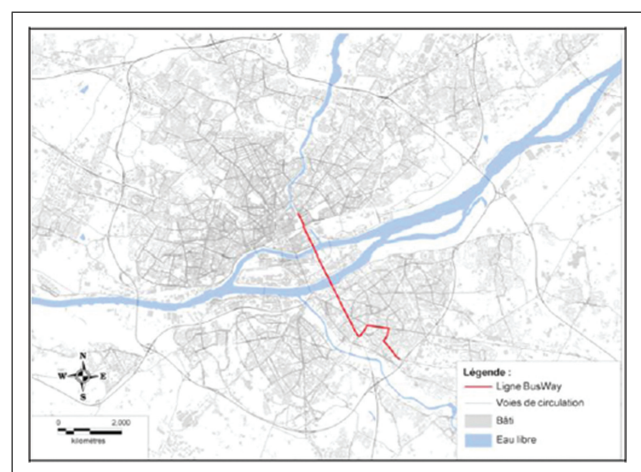 N
W E
S
0 2,000
kilomètres
Légende :
Ligne BusWay
Voies de circulation
Bâti
Eau libre